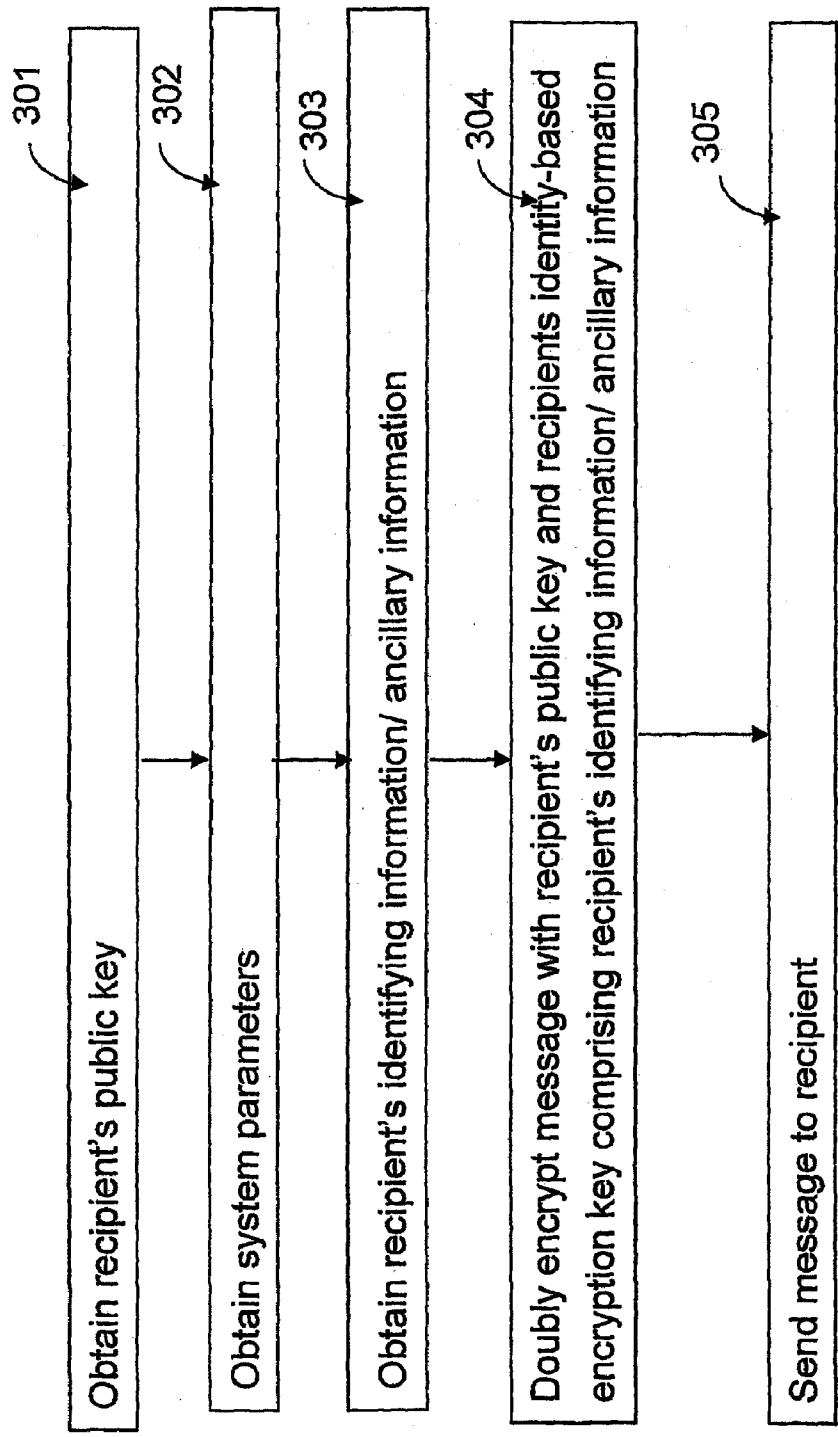 301
Obtain recipient's public key
302
Obtain system parameters
303
Obtain recipient's identifying information/ ancillary information
304
Doubly encrypt message with recipient's public key and recipients identity-based
encryption key comprising recipient's identifying information/ ancillary information
305
Send message to recipient